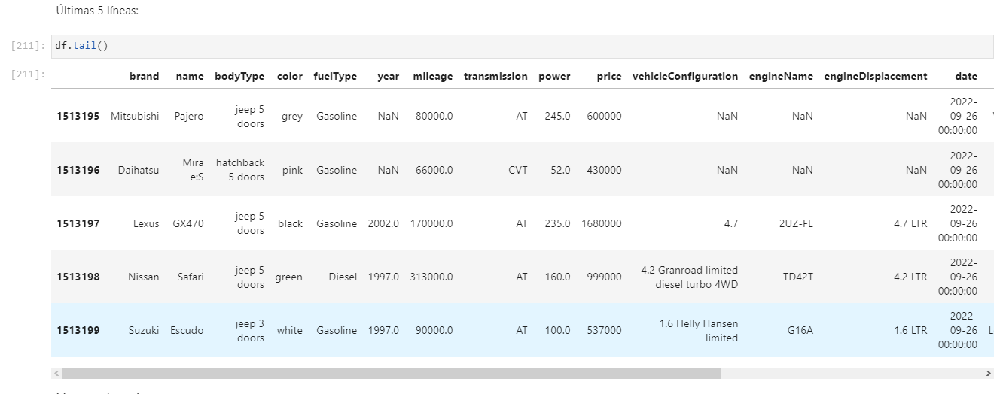 Últimas 5 líneas:
[211]: df.tail()
[211]:
brand name bodyType color fuelType year mileage transmission power price vehicleConfiguration engineName engineDisplacement date
1513195 Mitsubishi Pajero jeep 5 doors grey Gasoline NaN 80000.0 AT 245.0 600000 NaN NaN NaN 2022-09-26 00:00:00
1513196 Daihatsu Mira e:S hatchback 5 doors pink Gasoline NaN 66000.0 CVT 52.0 430000 NaN NaN NaN 2022-09-26 00:00:00
1513197 Lexus GX470 jeep 5 doors black Gasoline 2002.0 170000.0 AT 235.0 1680000 4.7 2UZ-FE 4.7 LTR 2022-09-26 00:00:00
1513198 Nissan Safari jeep 5 doors green Diesel 1997.0 313000.0 AT 160.0 999000 4.2 Granroad limited diesel turbo 4WD TD42T 4.2 LTR 2022-09-26 00:00:00
1513199 Suzuki Escudo jeep 3 doors white Gasoline 1997.0 90000.0 AT 100.0 537000 1.6 Helly Hansen limited G16A 1.6 LTR 2022-09-26 00:00:00